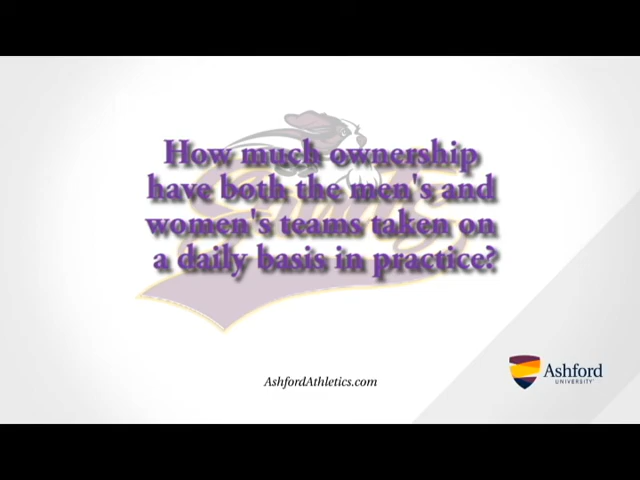 How much ownership
have both the men's and
women's teams taken on
a daily basis in practice?
AshfordAthletics.com
Ashford
UNIVERSITY